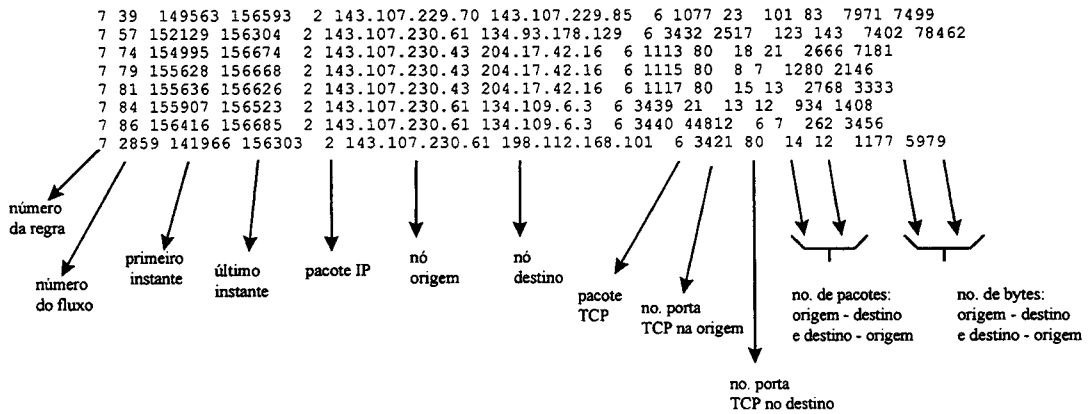 7 39 149563 156593 2 143.107.229.70 143.107.229.85 6 1077 23 101 83 7971 7499
7 57 152129 156304 2 143.107.230.61 134.93.178.129 6 3432 2517 123 143 7402 78462
7 74 154995 156674 2 143.107.230.43 204.17.42.16 6 1113 80 18 21 2666 7181
7 79 155628 156668 2 143.107.230.43 204.17.42.16 6 1115 80 8 7 1280 2146
7 81 155636 156626 2 143.107.230.43 204.17.42.16 6 1117 80 15 13 2768 3333
7 84 155907 156523 2 143.107.230.61 134.109.6.3 6 3439 21 13 12 934 1408
7 86 156416 156685 2 143.107.230.61 134.109.6.3 6 3440 44812 6 7 262 3456
7 2859 141966 156303 2 143.107.230.61 198.112.168.101 6 3421 80 14 12 1177 5979
número
da regra
número
do fluxo
primeiro
instante
último
instante
pacote IP
nó
origem
nó
destino
pacote
TCP
no. porta
TCP na origem
no. porta
TCP no destino
no. de pacotes:
origem - destino
e destino - origem
no. de bytes:
origem - destino
e destino - origem